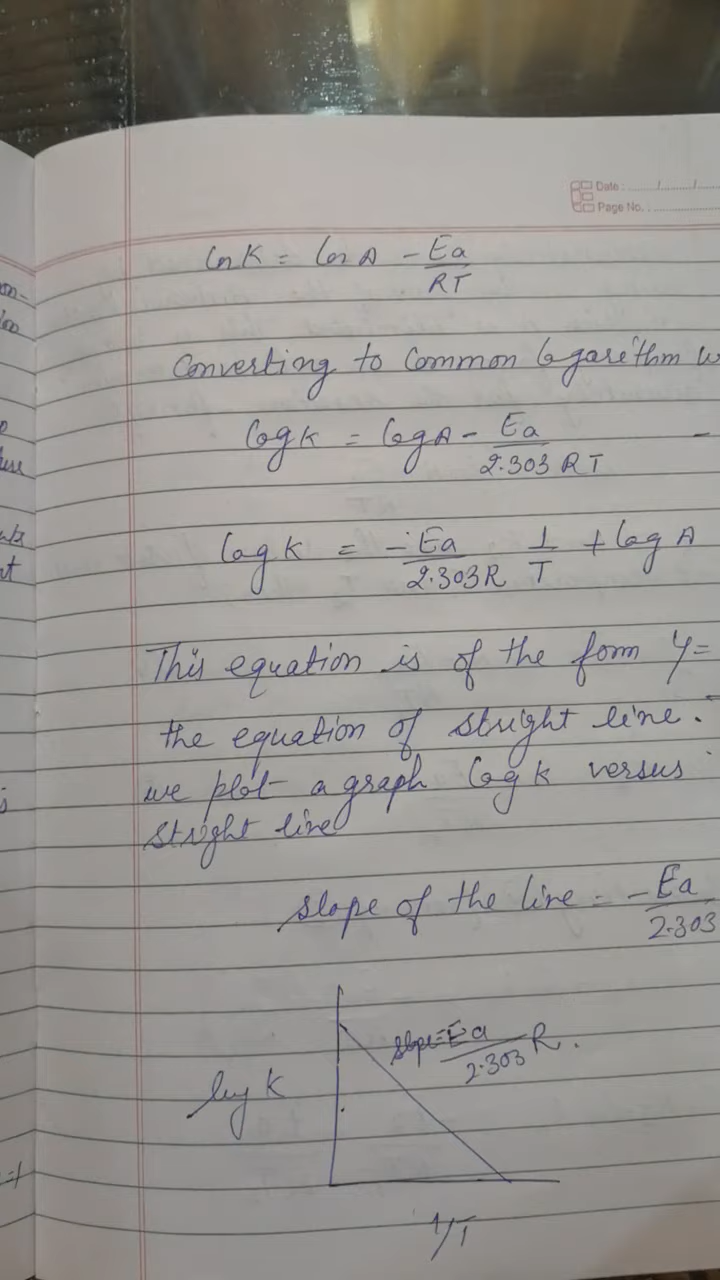 Date : ......./......./.......
Page No. : ..................
ln K = ln A - Ea/RT
Converting to Common logarithm w
log K = log A - Ea/2.303 RT -
log K = -Ea/2.303R 1/T + log A
This equation is of the form y =
the equation of stright line.
we plot a graph log K versus
stright line
slope of the line = -Ea/2.303
slope = Ea/2.303 R.
log K
1/T